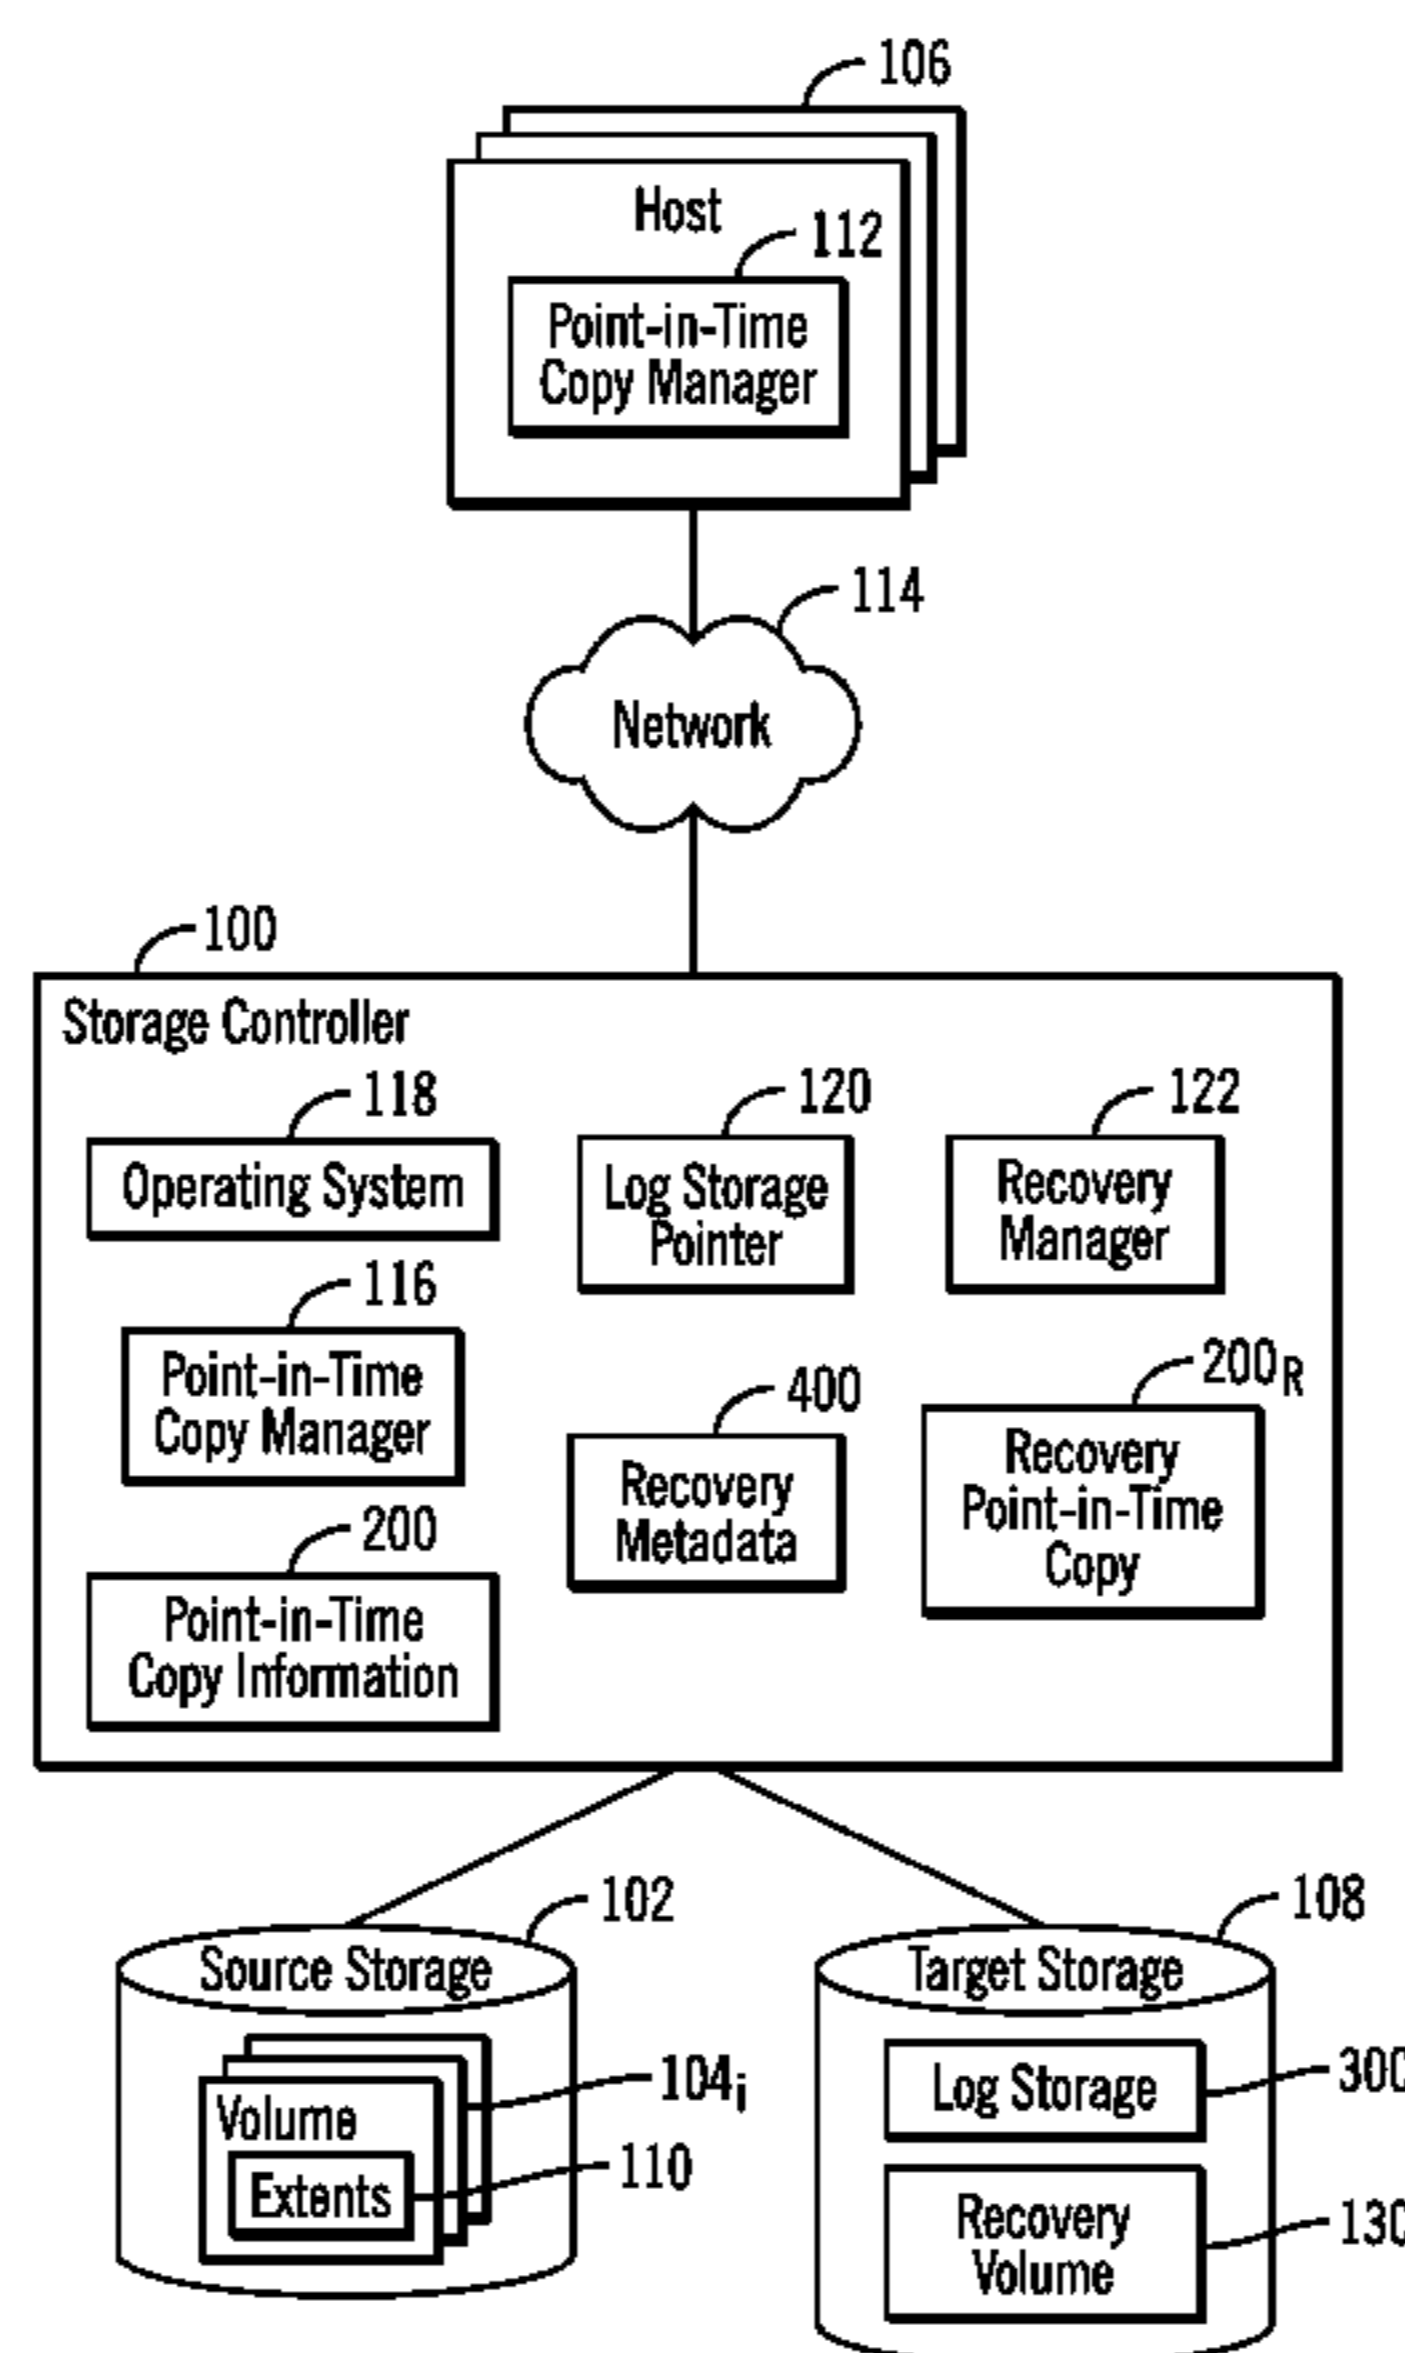 106
Host
112
Point-in-Time
Copy Manager
114
Network
100
Storage Controller
118
Operating System
120
Log Storage
Pointer
122
Recovery
Manager
116
Point-in-Time
Copy Manager
400
Recovery
Metadata
200R
Recovery
Point-in-Time
Copy
200
Point-in-Time
Copy Information
102
Source Storage
104i
Volume
110
Extents
108
Target Storage
300
Log Storage
130
Recovery
Volume